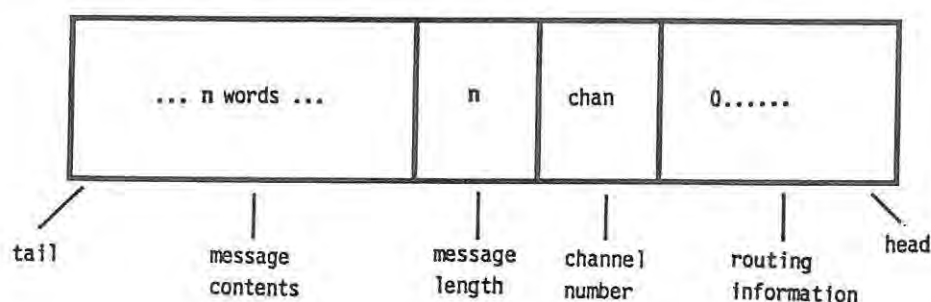 ... n words ...
n
chan
0......
tail
message contents
message length
channel number
routing information
head